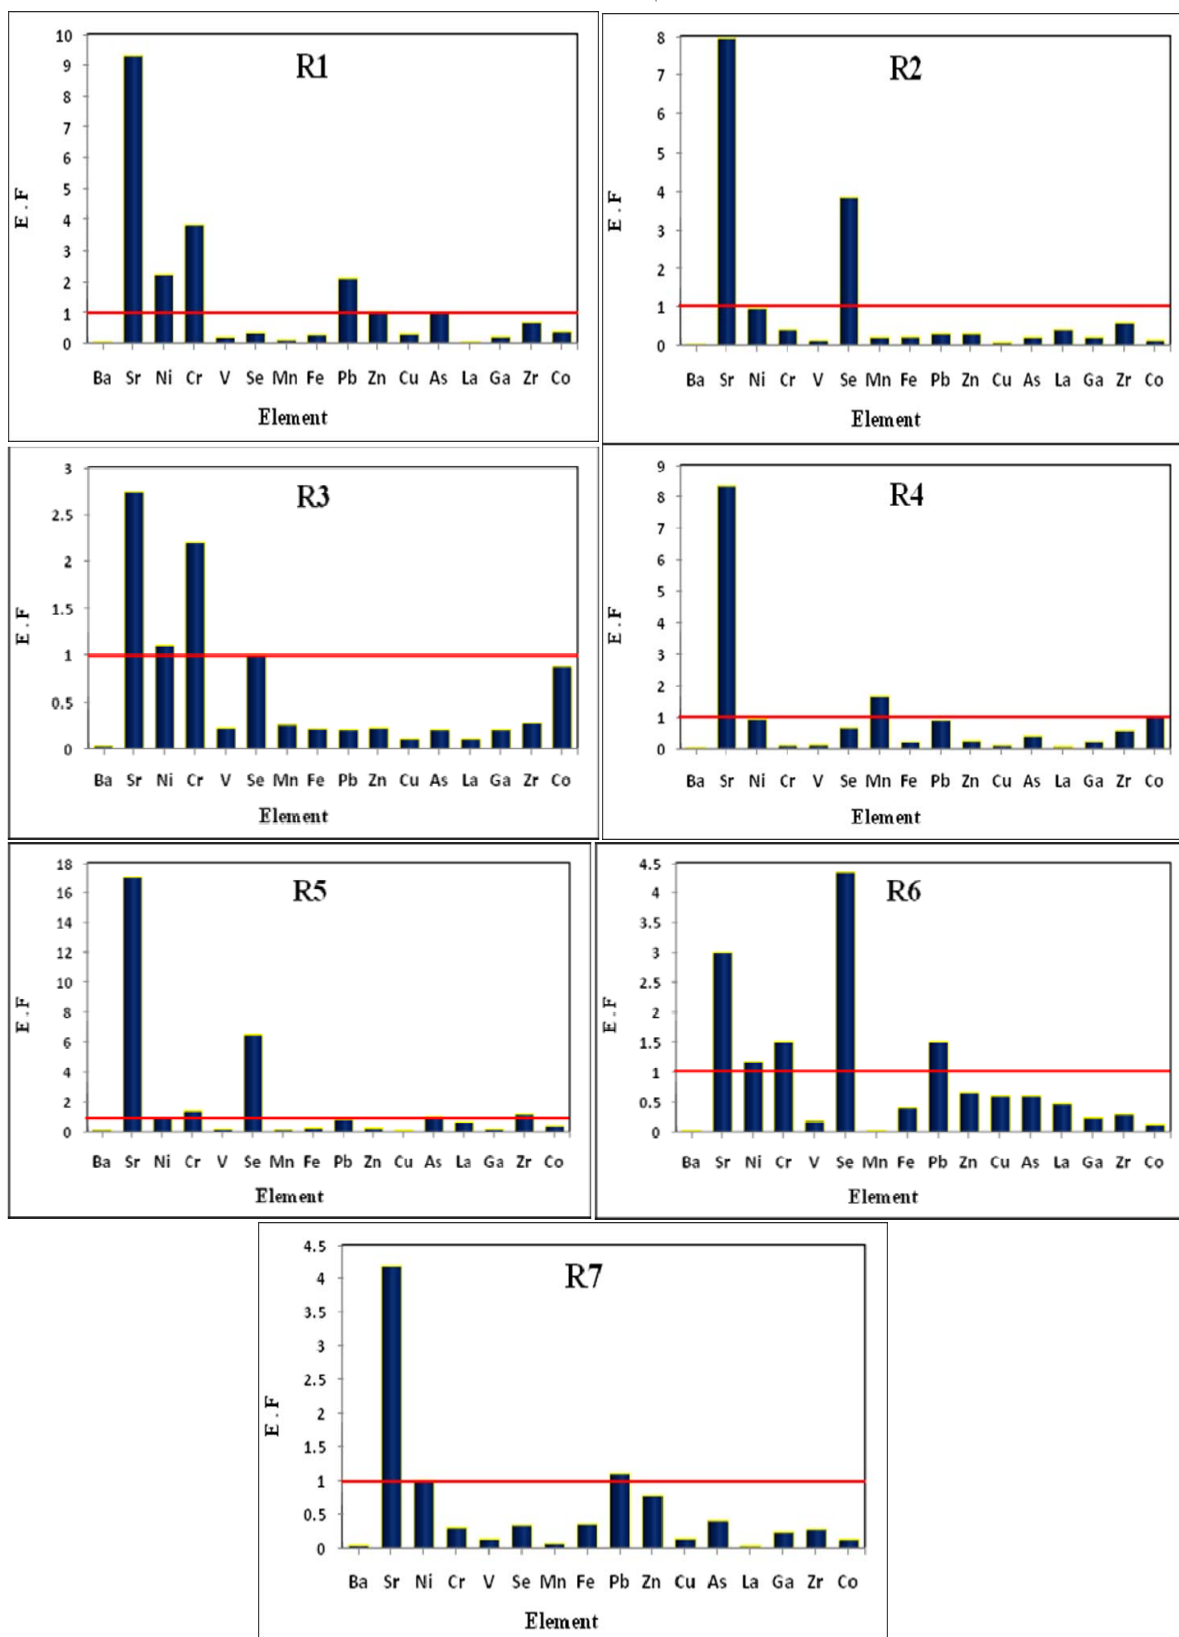 R1
10
9
8
7
6
5
4
3
2
1
0
E . F
Ba Sr Ni Cr V Se Mn Fe Pb Zn Cu As La Ga Zr Co
Element
R2
8
7
6
5
4
3
2
1
0
E . F
Ba Sr Ni Cr V Se Mn Fe Pb Zn Cu As La Ga Zr Co
Element
R3
3
2.5
2
1.5
1
0.5
0
E . F
Ba Sr Ni Cr V Se Mn Fe Pb Zn Cu As La Ga Zr Co
Element
R4
9
8
7
6
5
4
3
2
1
0
E . F
Ba Sr Ni Cr V Se Mn Fe Pb Zn Cu As La Ga Zr Co
Element
R5
18
16
14
12
10
8
6
4
2
0
E . F
Ba Sr Ni Cr V Se Mn Fe Pb Zn Cu As La Ga Zr Co
Element
R6
4.5
4
3.5
3
2.5
2
1.5
1
0.5
0
E . F
Ba Sr Ni Cr V Se Mn Fe Pb Zn Cu As La Ga Zr Co
Element
R7
4.5
4
3.5
3
2.5
2
1.5
1
0.5
0
E . F
Ba Sr Ni Cr V Se Mn Fe Pb Zn Cu As La Ga Zr Co
Element